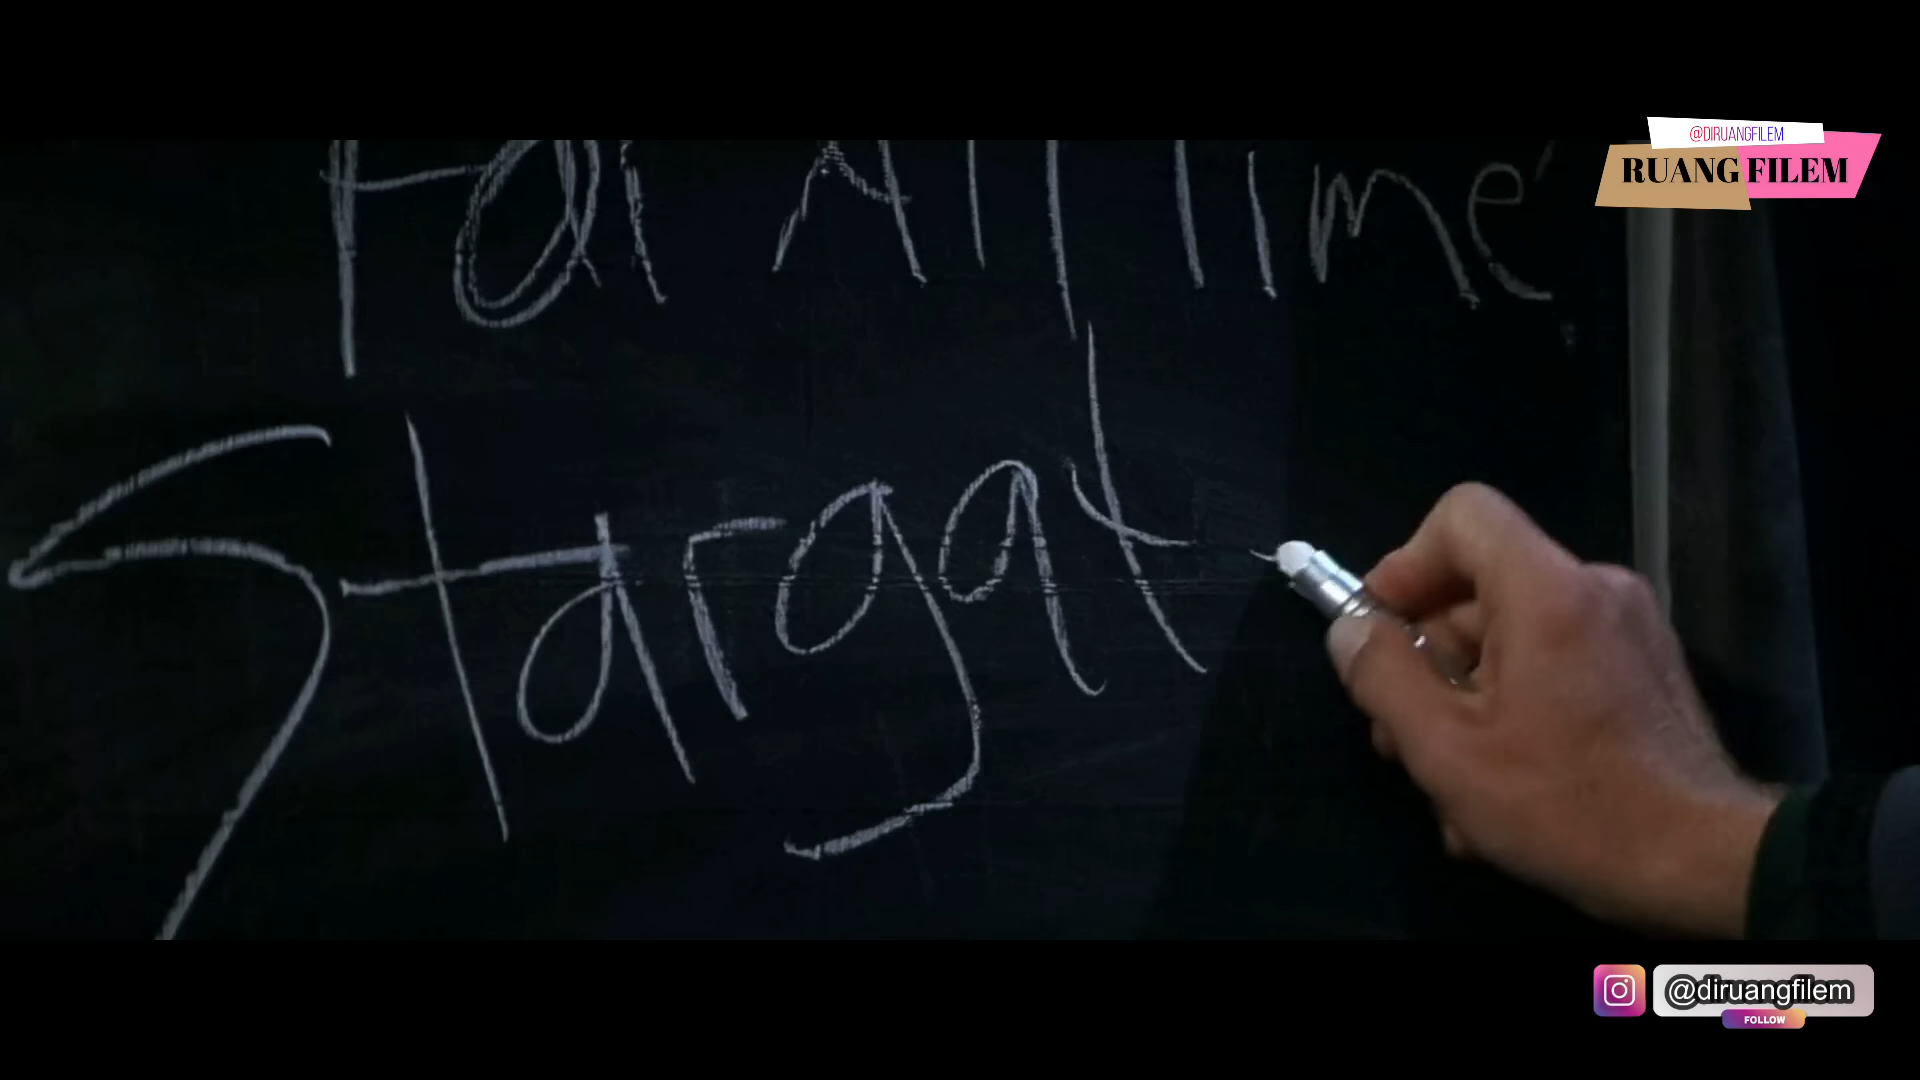 @DIRUANGFILEM
RUANG FILEM
For All Time
Stargat
@diruangfilem
FOLLOW